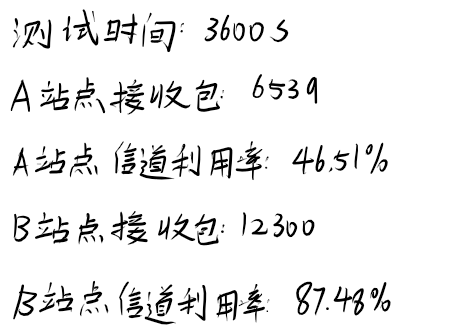 测试时间: 3600s
A站点接收包: 6539
A站点信道利用率: 46.51%
B站点接收包: 12300
B站点信道利用率: 87.48%